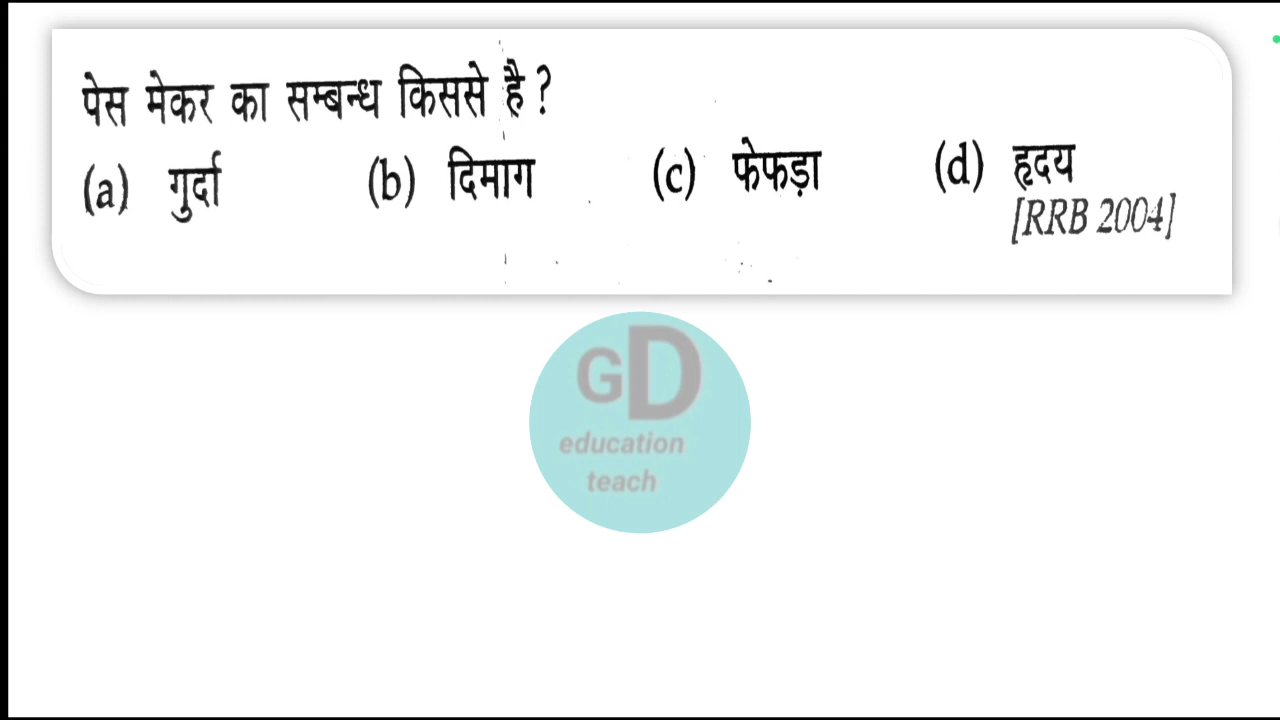 पेस मेकर का सम्बन्ध किससे है ?
(a) गुर्दा (b) दिमाग (c) फेफड़ा (d) हृदय
[RRB 2004]
GD
education
teach